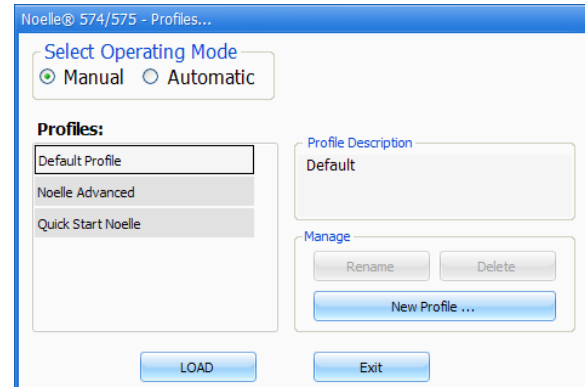 Noelle® 574/575 - Profiles...
Select Operating Mode
Manual Automatic
Profiles:
Default Profile
Noelle Advanced
Quick Start Noelle
Profile Description
Default
Manage
Rename Delete
New Profile ...
LOAD Exit